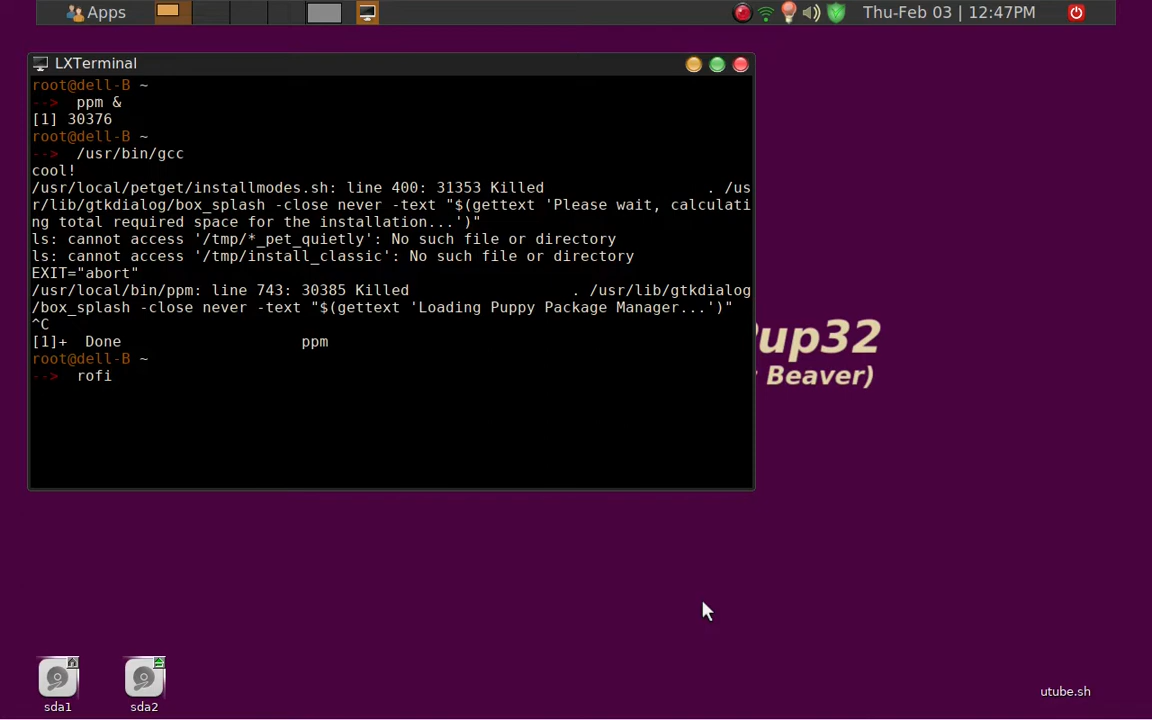 Apps
Thu-Feb 03 | 12:47PM
LXTerminal
root@dell-B ~
-->  ppm &
[1] 30376
root@dell-B ~
-->  /usr/bin/gcc
cool!
/usr/local/petget/installmodes.sh: line 400: 31353 Killed                  . /us
r/lib/gtkdialog/box_splash -close never -text "$(gettext 'Please wait, calculati
ng total required space for the installation...')"
ls: cannot access '/tmp/*_pet_quietly': No such file or directory
ls: cannot access '/tmp/install_classic': No such file or directory
EXIT="abort"
/usr/local/bin/ppm: line 743: 30385 Killed                  . /usr/lib/gtkdialog
/box_splash -close never -text "$(gettext 'Loading Puppy Package Manager...')"
^C
[1]+  Done                    ppm
root@dell-B ~
-->  rofi
up32
Beaver)
sda1
sda2
utube.sh